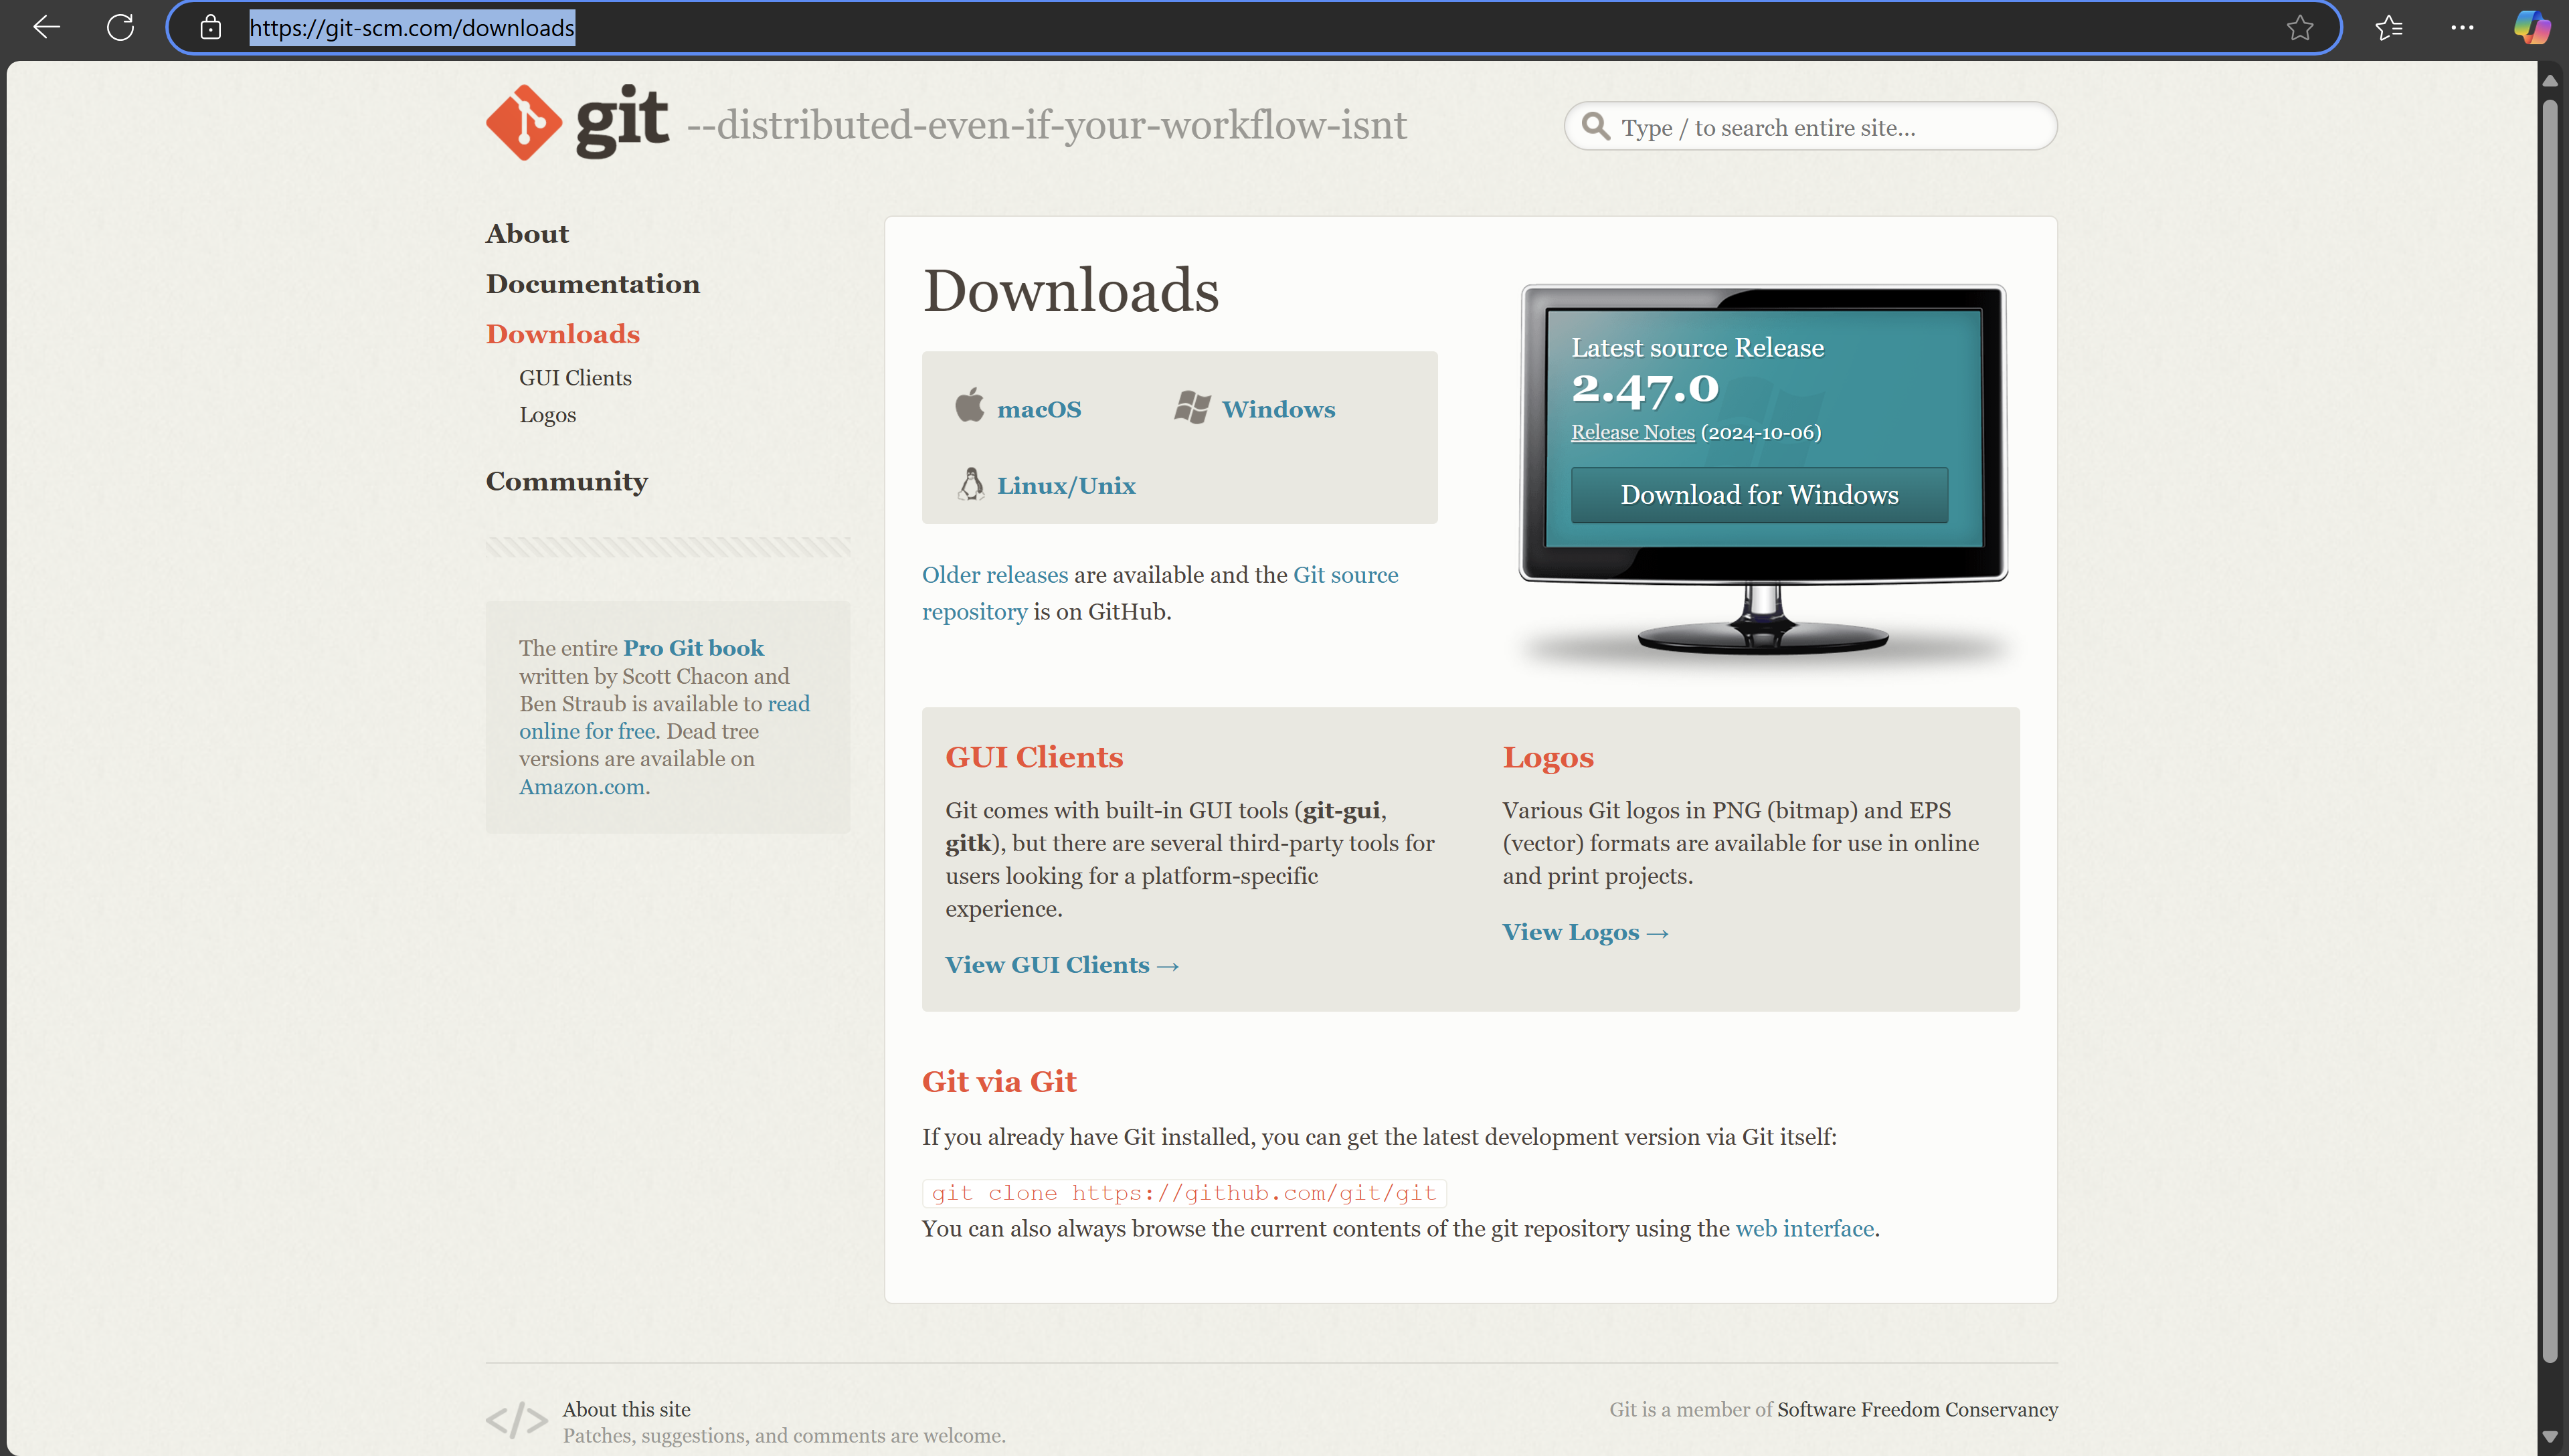 https://git-scm.com/downloads
git --distributed-even-if-your-workflow-isnt
Type / to search entire site...
About
Documentation
Downloads
GUI Clients
Logos
Community
The entire Pro Git book
written by Scott Chacon and
Ben Straub is available to read
online for free. Dead tree
versions are available on
Amazon.com.
Downloads
macOS
Windows
Linux/Unix
Older releases are available and the Git source
repository is on GitHub.
Latest source Release
2.47.0
Release Notes (2024-10-06)
Download for Windows
GUI Clients
Git comes with built-in GUI tools (git-gui,
gitk), but there are several third-party tools for
users looking for a platform-specific
experience.
View GUI Clients →
Logos
Various Git logos in PNG (bitmap) and EPS
(vector) formats are available for use in online
and print projects.
View Logos →
Git via Git
If you already have Git installed, you can get the latest development version via Git itself:
git clone https://github.com/git/git
You can also always browse the current contents of the git repository using the web interface.
</> About this site
Patches, suggestions, and comments are welcome.
Git is a member of Software Freedom Conservancy